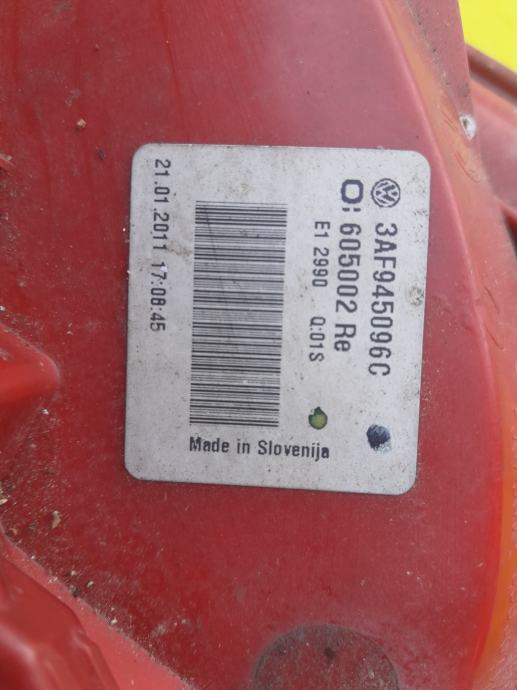 3AF945096C
O: 605002 Re
E1 2990 Q:01S
Made in Slovenija
21.01.2011 17:08:45